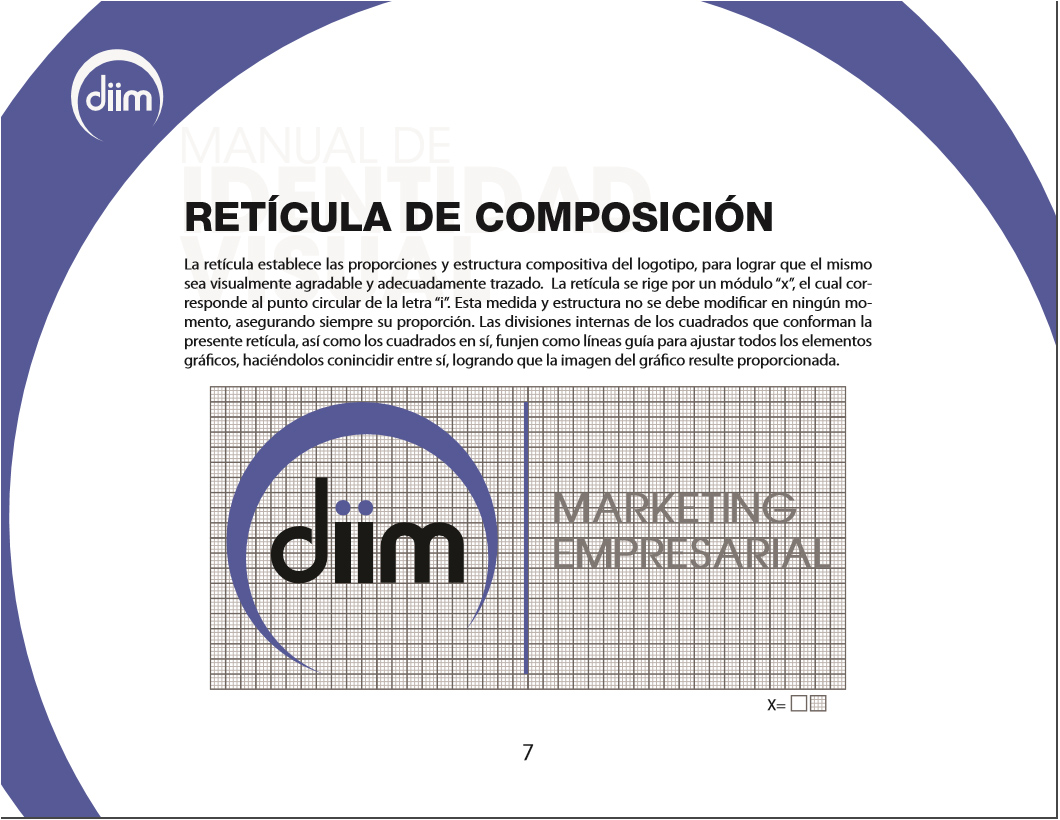 diim
MANUAL DE
IDENTIDAD
VISUAL
RETÍCULA DE COMPOSICIÓN
La retícula establece las proporciones y estructura compositiva del logotipo, para lograr que el mismo
sea visualmente agradable y adecuadamente trazado.  La retícula se rige por un módulo “x”, el cual cor-
responde al punto circular de la letra “i”. Esta medida y estructura no se debe modificar en ningún mo-
mento, asegurando siempre su proporción. Las divisiones internas de los cuadrados que conforman la
presente retícula, así como los cuadrados en sí, funjen como líneas guía para ajustar todos los elementos
gráficos, haciéndolos conincidir entre sí, logrando que la imagen del gráfico resulte proporcionada.
diim
MARKETING
EMPRESARIAL
X=
7